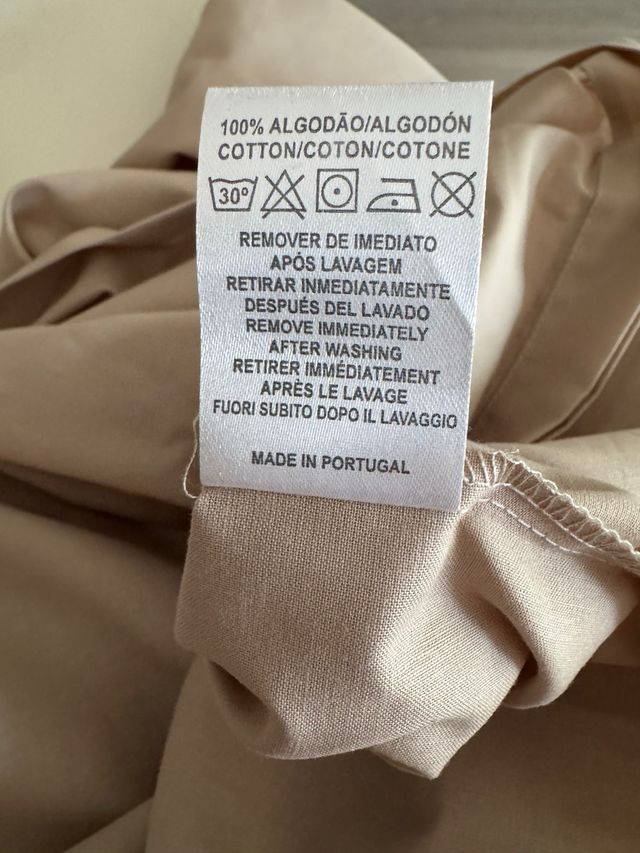 100% ALGODÃO/ALGODÓN
COTTON/COTON/COTONE
30°
REMOVER DE IMEDIATO
APÓS LAVAGEM
RETIRAR INMEDIATAMENTE
DESPUÉS DEL LAVADO
REMOVE IMMEDIATELY
AFTER WASHING
RETIRER IMMÉDIATEMENT
APRÈS LE LAVAGE
FUORI SUBITO DOPO IL LAVAGGIO
MADE IN PORTUGAL